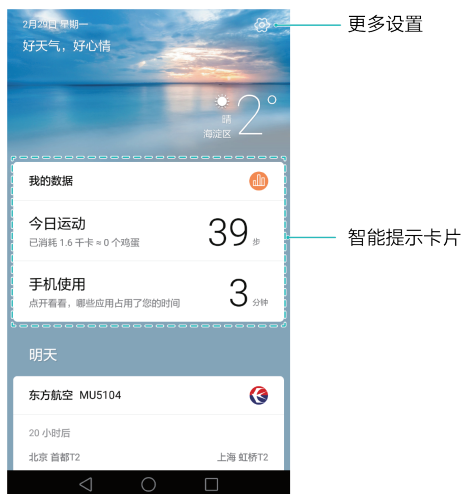 2月29日 星期一
更多设置
好天气，好心情
2°
晴
海淀区
我的数据
今日运动
39 步
已消耗 1.6 千卡 ≈ 0 个鸡蛋
智能提示卡片
手机使用
3 分钟
点开看看，哪些应用占用了您的时间
明天
东方航空 MU5104
20 小时后
北京 首都T2 上海 虹桥T2